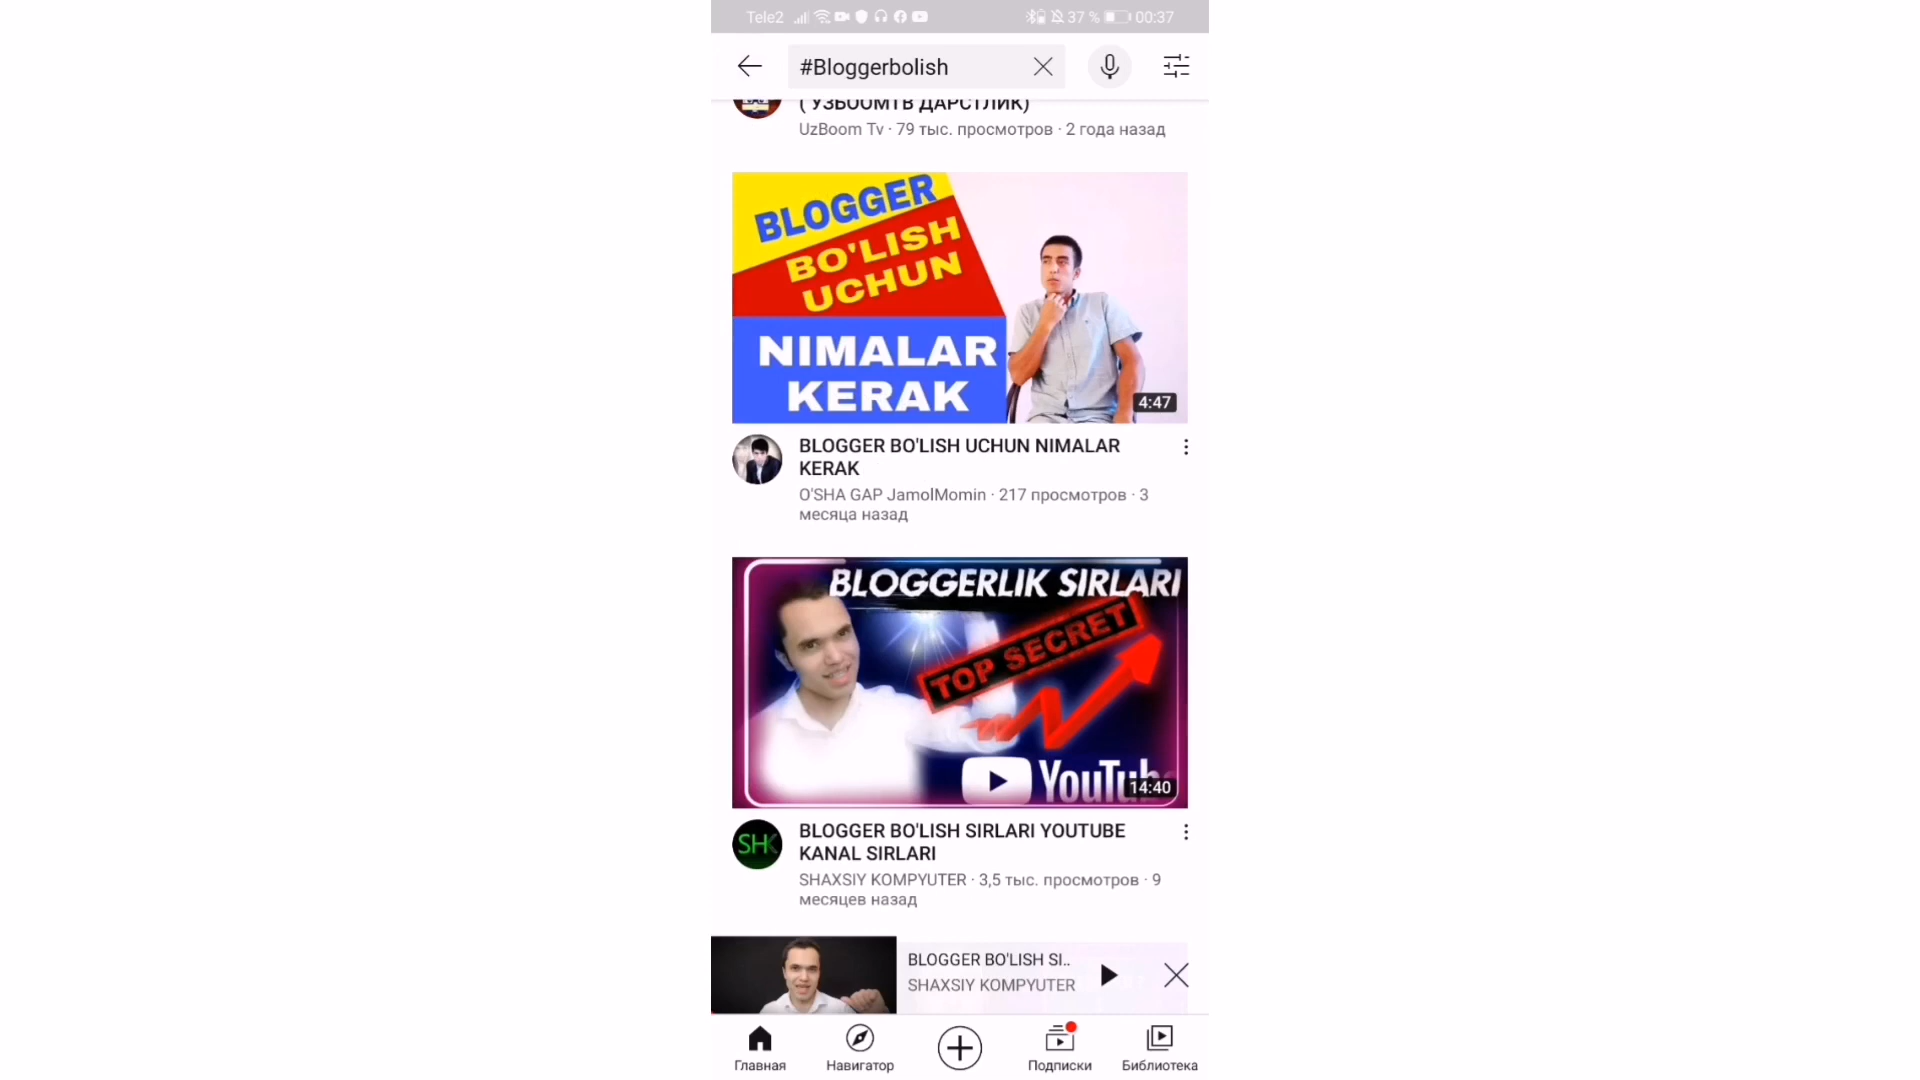 Tele2 37 % 00:37
#Bloggerbolish
( УЗБООМТВ ДАРСТЛИК)
UzBoom Tv · 79 тыс. просмотров · 2 года назад
BLOGGER
BO'LISH
UCHUN
NIMALAR
KERAK
4:47
BLOGGER BO'LISH UCHUN NIMALAR
KERAK
O'SHA GAP JamolMomin · 217 просмотров · 3
месяца назад
BLOGGERLIK SIRLARI
TOP SECRET
YouTub
14:40
SHK
BLOGGER BO'LISH SIRLARI YOUTUBE
KANAL SIRLARI
SHAXSIY KOMPYUTER · 3,5 тыс. просмотров · 9
месяцев назад
BLOGGER BO'LISH SI..
SHAXSIY KOMPYUTER
Главная Навигатор Подписки Библиотека